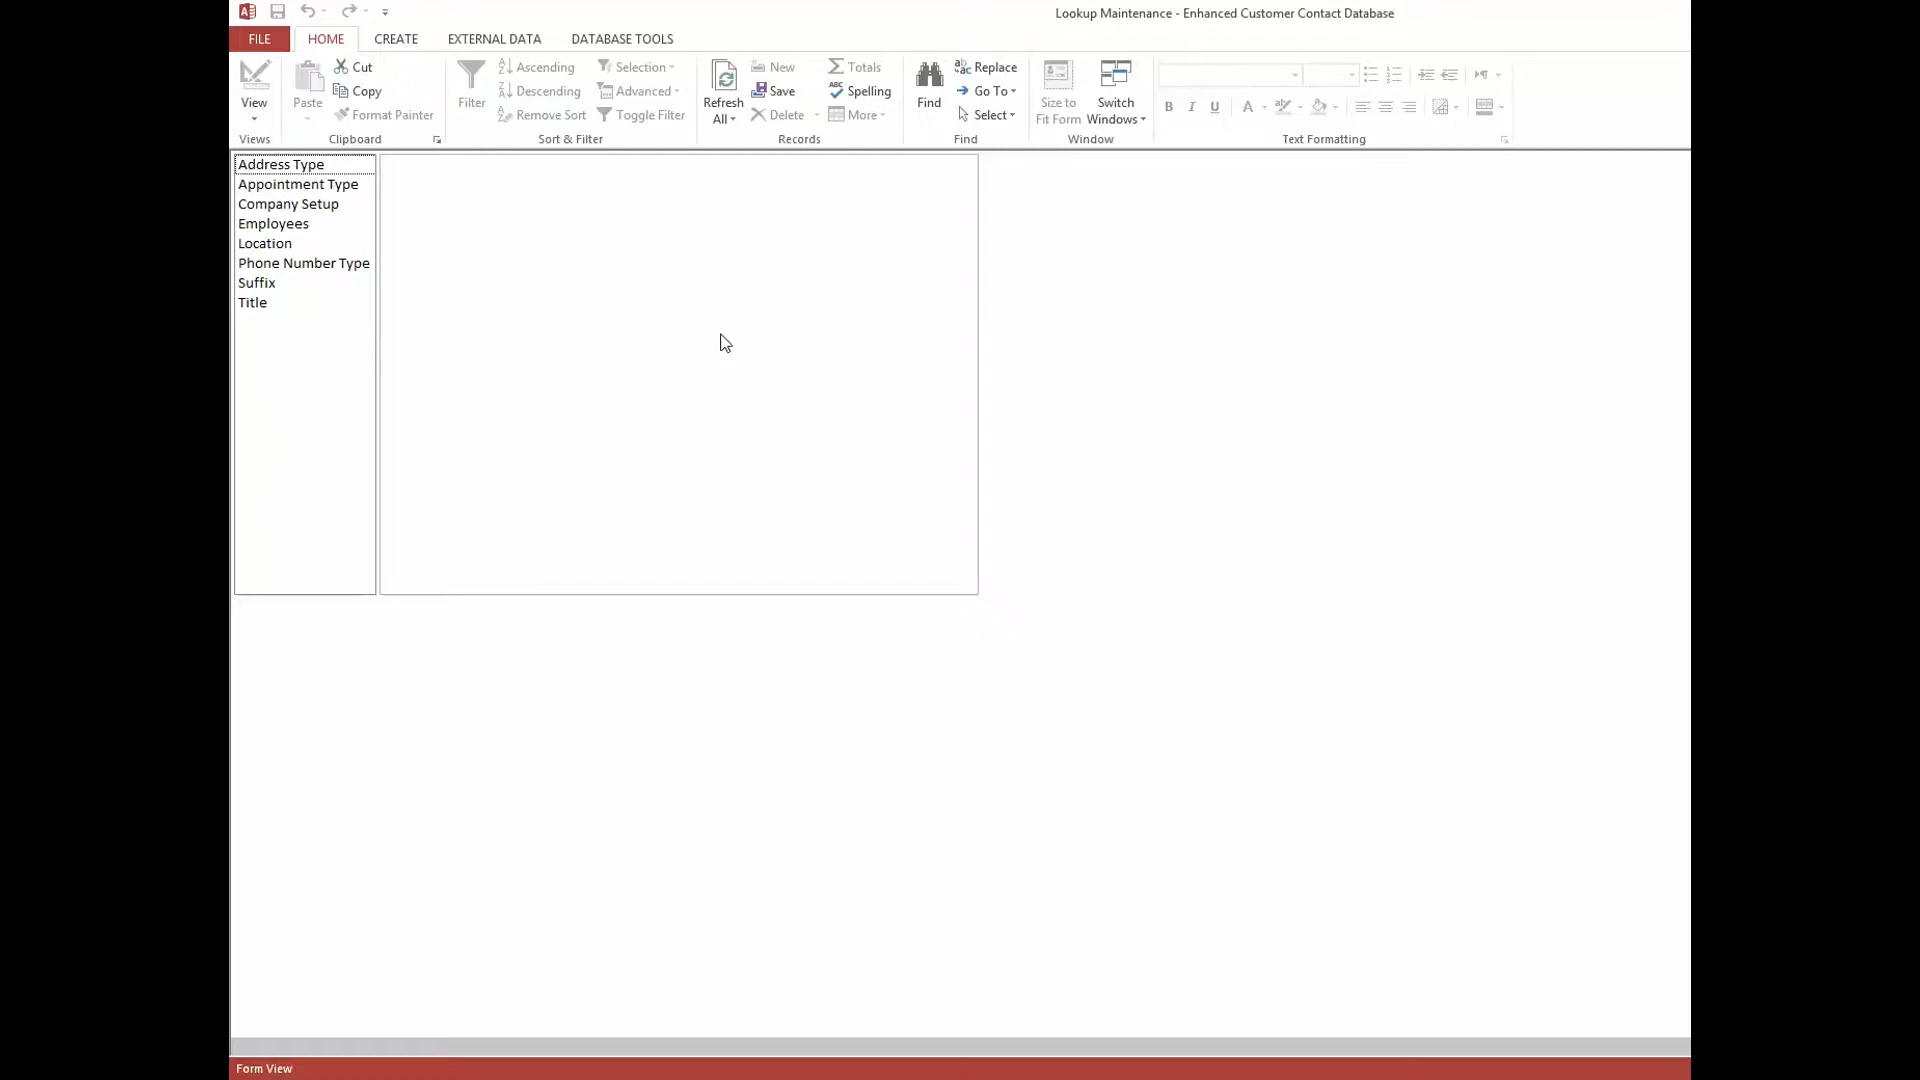 Lookup Maintenance - Enhanced Customer Contact Database
FILE HOME CREATE EXTERNAL DATA DATABASE TOOLS
View
Views
Paste
Cut
Copy
Format Painter
Clipboard
Filter
Ascending
Descending
Remove Sort
Selection
Advanced
Toggle Filter
Sort & Filter
Refresh
All
New
Save
Delete
Totals
Spelling
More
Records
Find
Replace
Go To
Select
Find
Size to
Fit Form
Switch
Windows
Window
B I U A
Text Formatting
Address Type
Appointment Type
Company Setup
Employees
Location
Phone Number Type
Suffix
Title
Form View